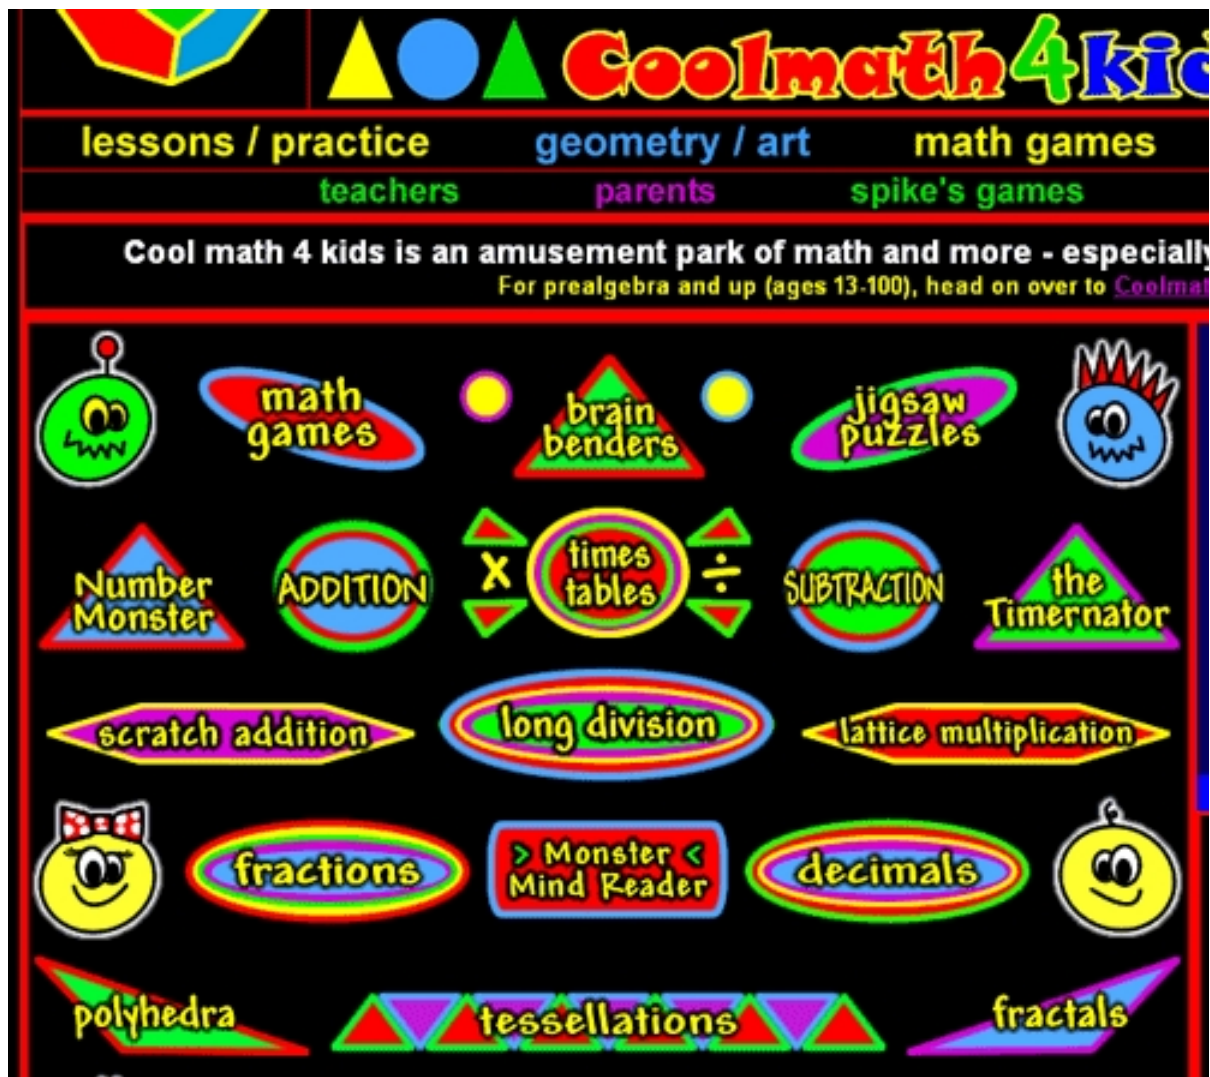 Coolmath4kid
lessons / practice geometry / art math games
teachers parents spike's games
Cool math 4 kids is an amusement park of math and more - especially
For prealgebra and up (ages 13-100), head on over to Coolmat
math
games
brain
benders
jigsaw
puzzles
Number
Monster
ADDITION
x
times
tables
÷
SUBTRACTION
the
Timernator
scratch addition
long division
lattice multiplication
fractions
> Monster <
Mind Reader
decimals
polyhedra
tessellations
fractals